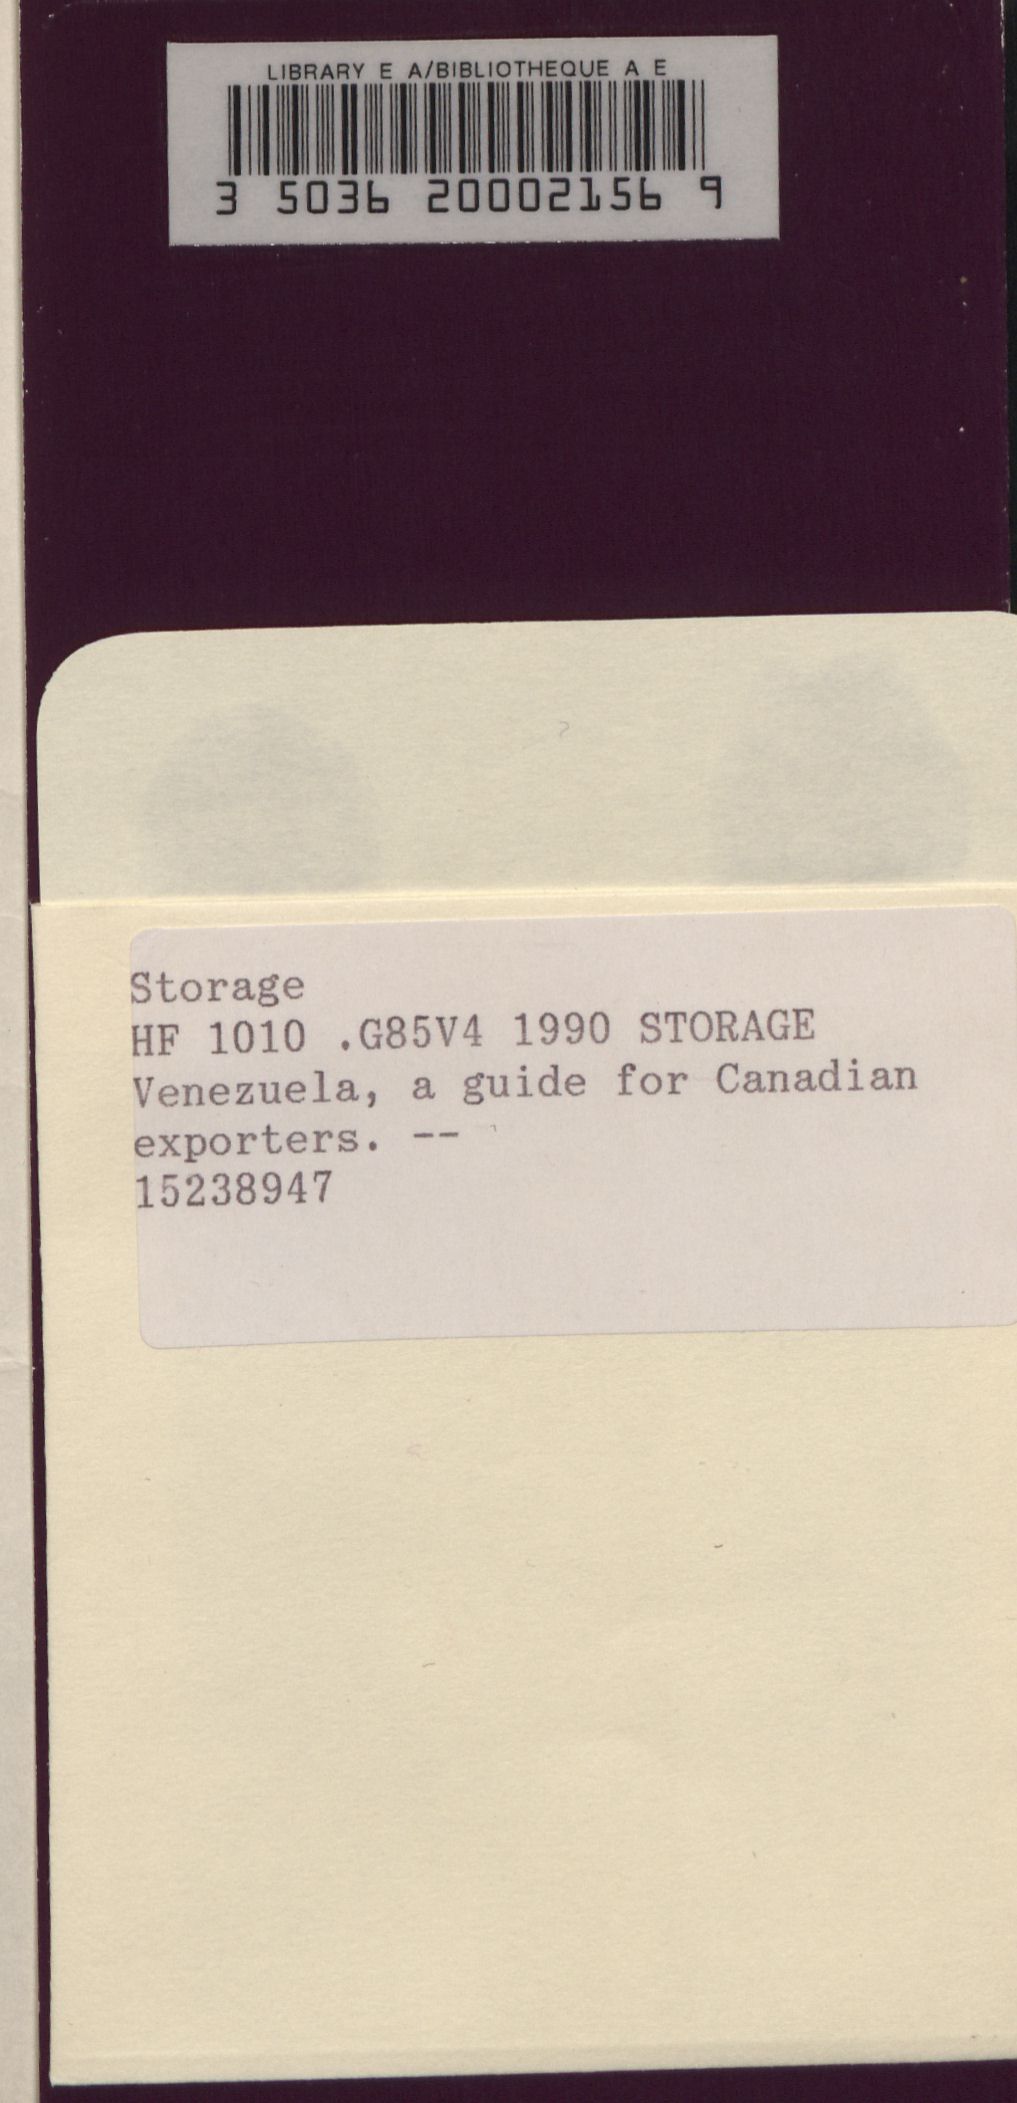 LIBRARY E A/BIBLIOTHEQUE A E
3 5036 20002156 9
Storage
HF 1010 .G85V4 1990 STORAGE
Venezuela, a guide for Canadian
exporters. --
15238947